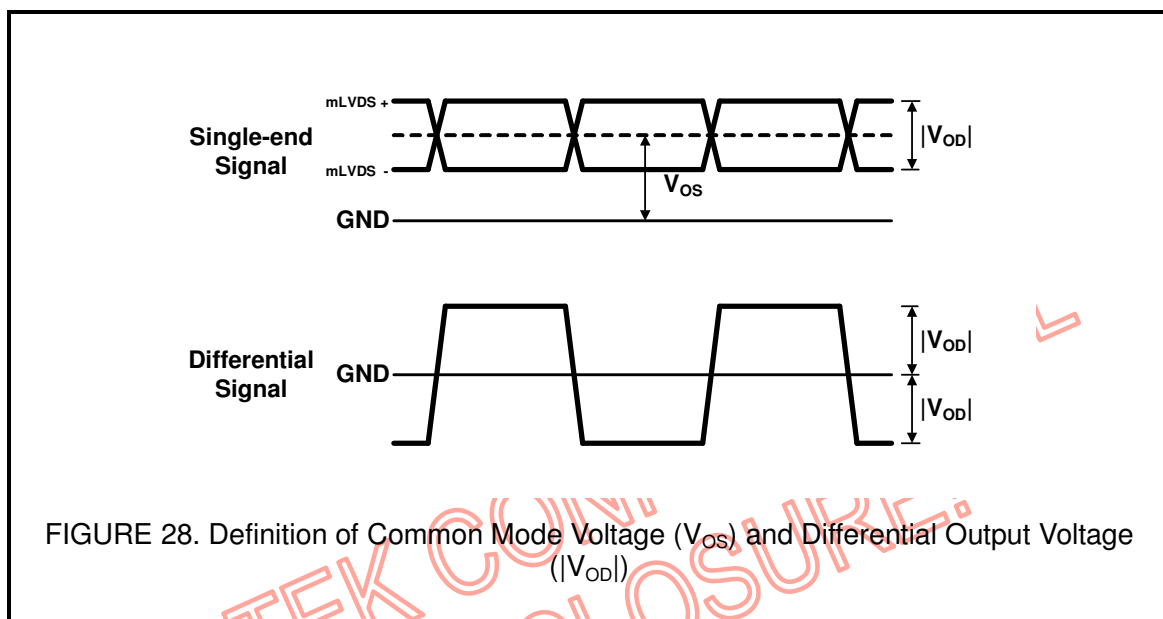 mLVDS +
Single-end
Signal
mLVDS -
|VOD|
VOS
GND
Differential
Signal
GND
|VOD|
|VOD|
FIGURE 28. Definition of Common Mode Voltage (VOS) and Differential Output Voltage
(|VOD|)